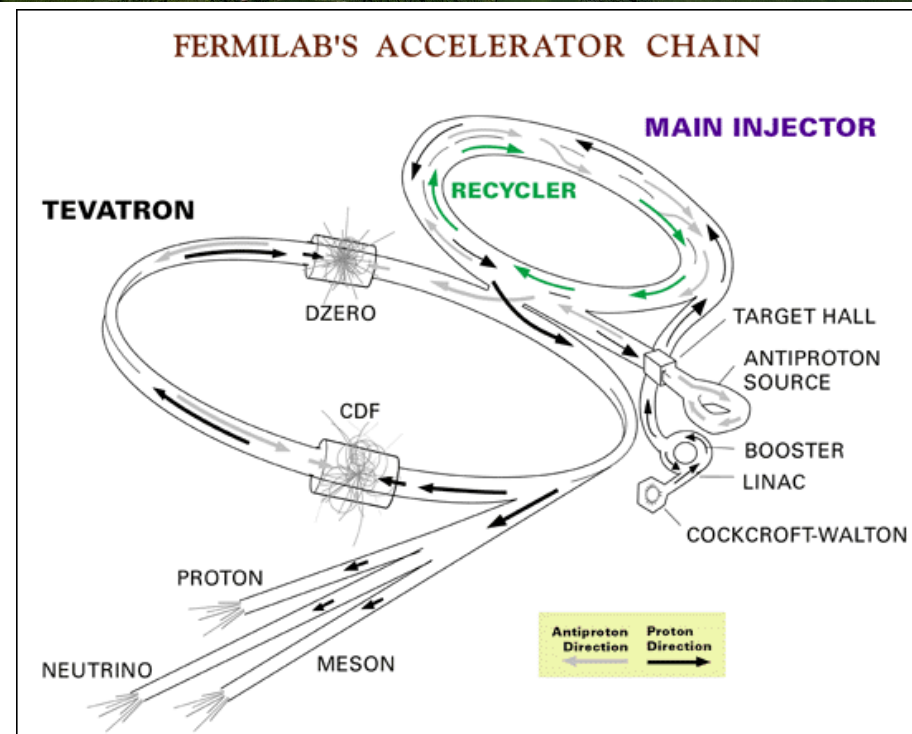 FERMILAB'S ACCELERATOR CHAIN
MAIN INJECTOR
RECYCLER
TEVATRON
DZERO
TARGET HALL
ANTIPROTON
SOURCE
CDF
BOOSTER
LINAC
COCKCROFT-WALTON
PROTON
NEUTRINO
MESON
Antiproton
Direction
Proton
Direction